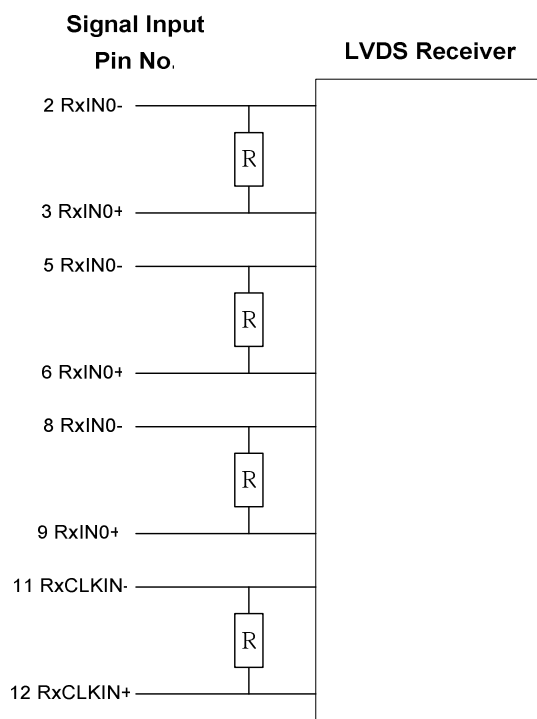 Signal Input
Pin No.
LVDS Receiver
2 RxIN0-
R
3 RxIN0+
5 RxIN0-
R
6 RxIN0+
8 RxIN0-
R
9 RxIN0+
11 RxCLKIN-
R
12 RxCLKIN+